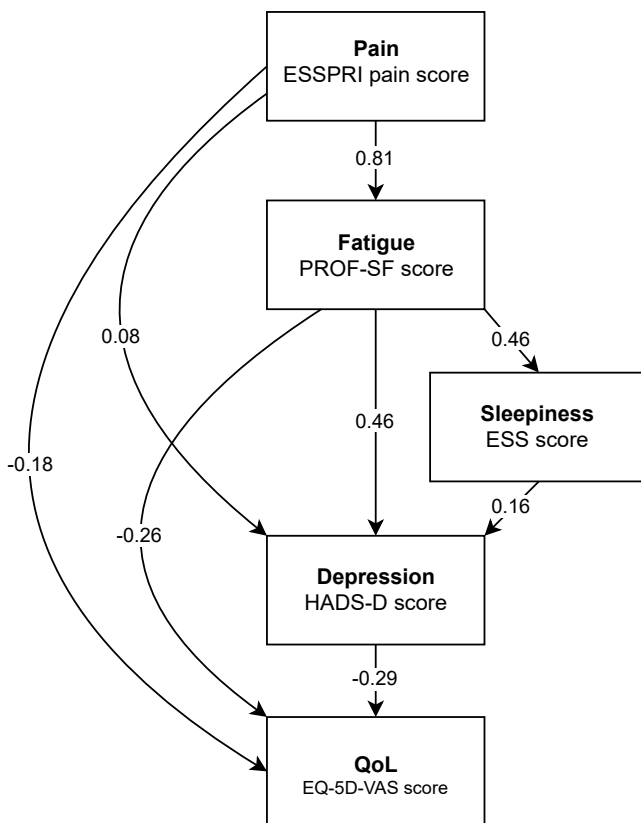 Pain
ESSPRI pain score
0.81
Fatigue
PROF-SF score
0.08
0.46
Sleepiness
ESS score
0.46
-0.18
0.16
-0.26
Depression
HADS-D score
-0.29
QoL
EQ-5D-VAS score